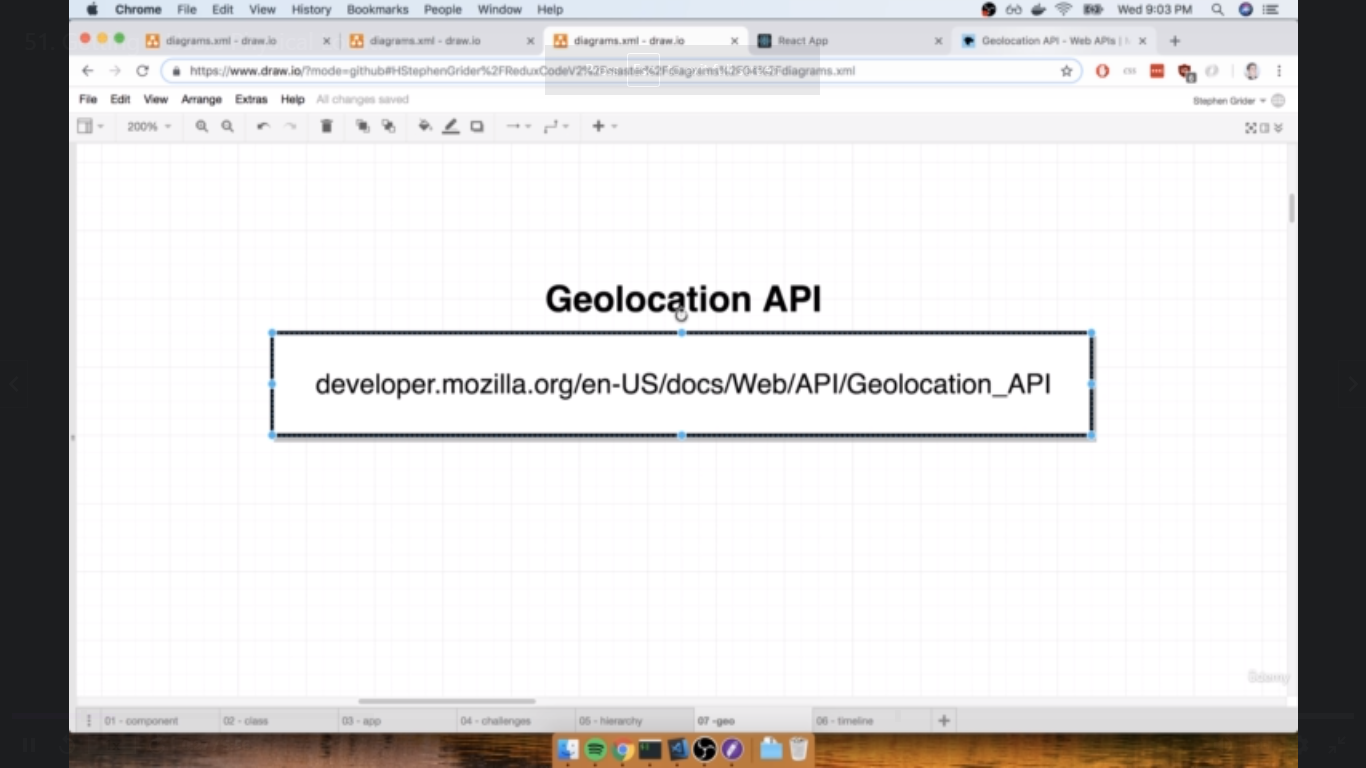 Chrome File Edit View History Bookmarks People Window Help Wed 9:03 PM
diagrams.xml - draw.io diagrams.xml - draw.io diagrams.xml - draw.io React App Geolocation API - Web APIs |
https://www.draw.io/?mode=github#HStephenGrider%2FReduxCodeV2%2Fmaster%2Fdiagrams%2F04%2Fdiagrams.xml
File Edit View Arrange Extras Help All changes saved Stephen Grider
200%
Geolocation API
developer.mozilla.org/en-US/docs/Web/API/Geolocation_API
Udemy
01 - component 02 - class 03 - app 04 - challenges 05 - hierarchy 07 -geo 06 - timeline